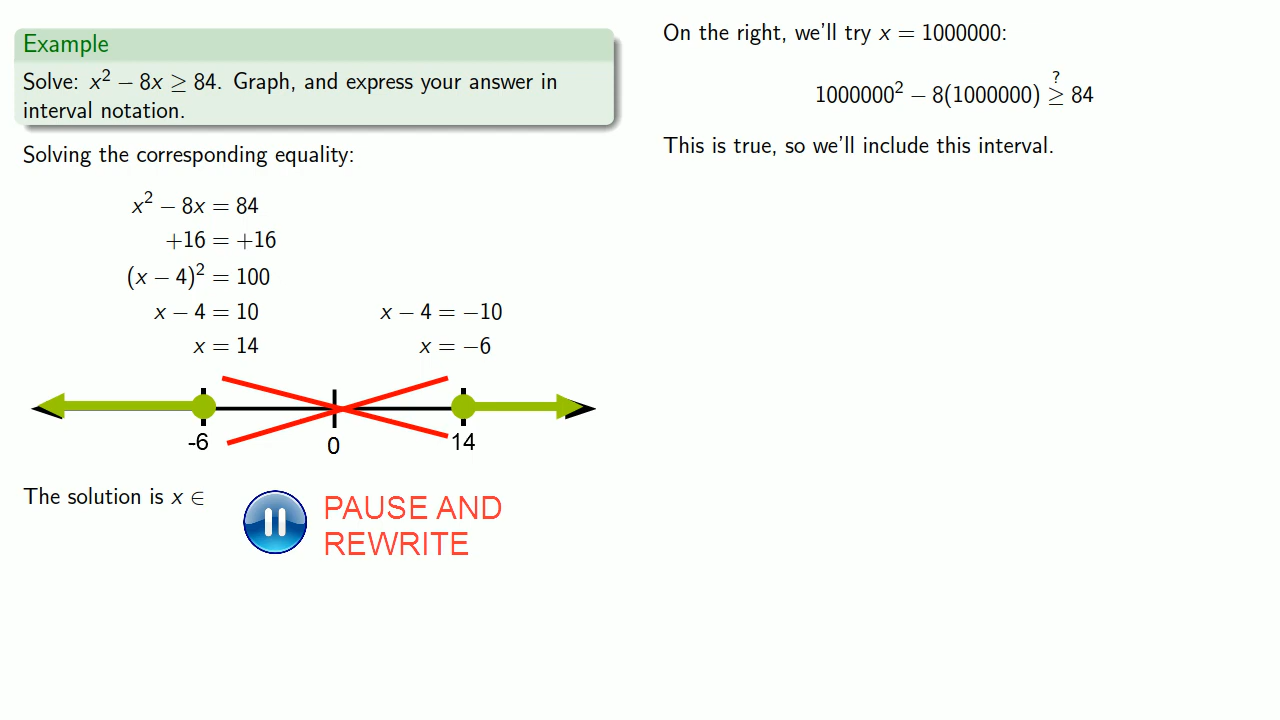 Example
Solve: x² − 8x ≥ 84. Graph, and express your answer in
interval notation.
Solving the corresponding equality:
x² − 8x = 84
+16 = +16
(x − 4)² = 100
x − 4 = 10 x − 4 = −10
x = 14 x = −6
-6 0 14
The solution is x ∈
PAUSE AND
REWRITE
On the right, we'll try x = 1000000:
1000000² − 8(1000000) ≥? 84
This is true, so we'll include this interval.